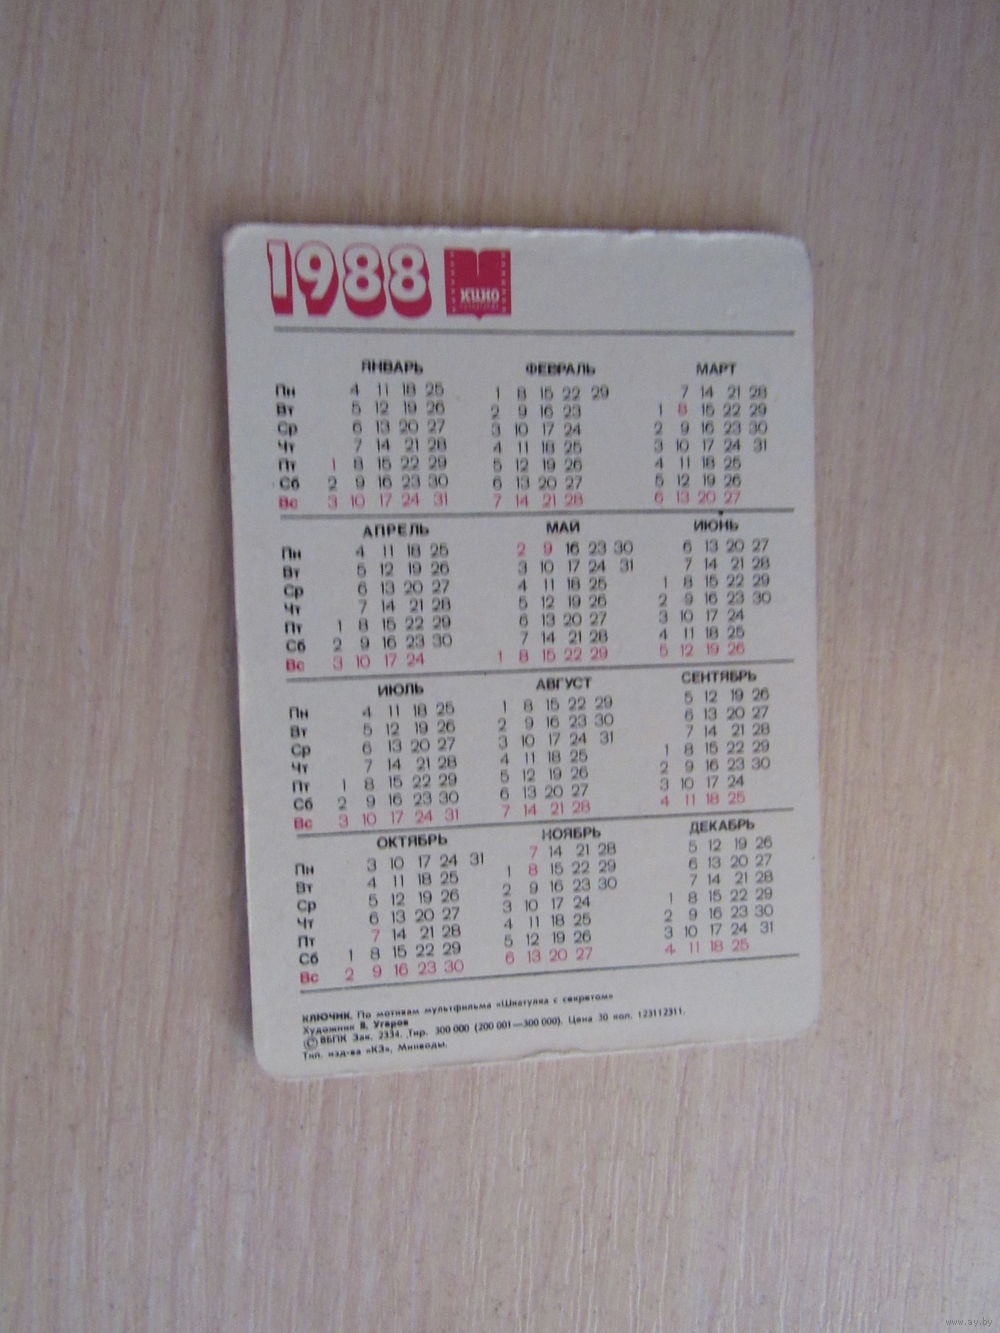 1988 КИНО
ЯНВАРЬ ФЕВРАЛЬ МАРТ
Пн 4 11 18 25 1 8 15 22 29 7 14 21 28
Вт 5 12 19 26 2 9 16 23 1 8 15 22 29
Ср 6 13 20 27 3 10 17 24 2 9 16 23 30
Чт 7 14 21 28 4 11 18 25 3 10 17 24 31
Пт 1 8 15 22 29 5 12 19 26 4 11 18 25
Сб 2 9 16 23 30 6 13 20 27 5 12 19 26
Вс 3 10 17 24 31 7 14 21 28 6 13 20 27
АПРЕЛЬ МАЙ ИЮНЬ
Пн 4 11 18 25 2 9 16 23 30 6 13 20 27
Вт 5 12 19 26 3 10 17 24 31 7 14 21 28
Ср 6 13 20 27 4 11 18 25 1 8 15 22 29
Чт 7 14 21 28 5 12 19 26 2 9 16 23 30
Пт 1 8 15 22 29 6 13 20 27 3 10 17 24
Сб 2 9 16 23 30 7 14 21 28 4 11 18 25
Вс 3 10 17 24 1 8 15 22 29 5 12 19 26
ИЮЛЬ АВГУСТ СЕНТЯБРЬ
Пн 4 11 18 25 1 8 15 22 29 5 12 19 26
Вт 5 12 19 26 2 9 16 23 30 6 13 20 27
Ср 6 13 20 27 3 10 17 24 31 7 14 21 28
Чт 7 14 21 28 4 11 18 25 1 8 15 22 29
Пт 1 8 15 22 29 5 12 19 26 2 9 16 23 30
Сб 2 9 16 23 30 6 13 20 27 3 10 17 24
Вс 3 10 17 24 31 7 14 21 28 4 11 18 25
ОКТЯБРЬ НОЯБРЬ ДЕКАБРЬ
Пн 3 10 17 24 31 7 14 21 28 5 12 19 26
Вт 4 11 18 25 1 8 15 22 29 6 13 20 27
Ср 5 12 19 26 2 9 16 23 30 7 14 21 28
Чт 6 13 20 27 3 10 17 24 1 8 15 22 29
Пт 7 14 21 28 4 11 18 25 2 9 16 23 30
Сб 1 8 15 22 29 5 12 19 26 3 10 17 24 31
Вс 2 9 16 23 30 6 13 20 27 4 11 18 25
КЛЮЧИК. По мотивам мультфильма «Шкатулка с секретом»
Художник В. Угаров
© ВБПК Зак. 2334. Тир. 300 000 (200 001—300 000). Цена 30 коп. 123112311.
Тип. изд-ва «КЗ», Минводы.
www.ay.by